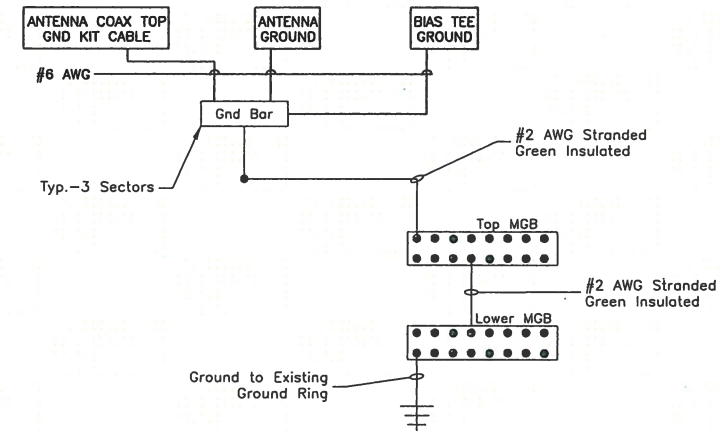 ANTENNA COAX TOP
GND KIT CABLE
ANTENNA
GROUND
BIAS TEE
GROUND
#6 AWG
Gnd Bar
#2 AWG Stranded
Green Insulated
Typ.-3 Sectors
Top MGB
#2 AWG Stranded
Green Insulated
Lower MGB
Ground to Existing
Ground Ring